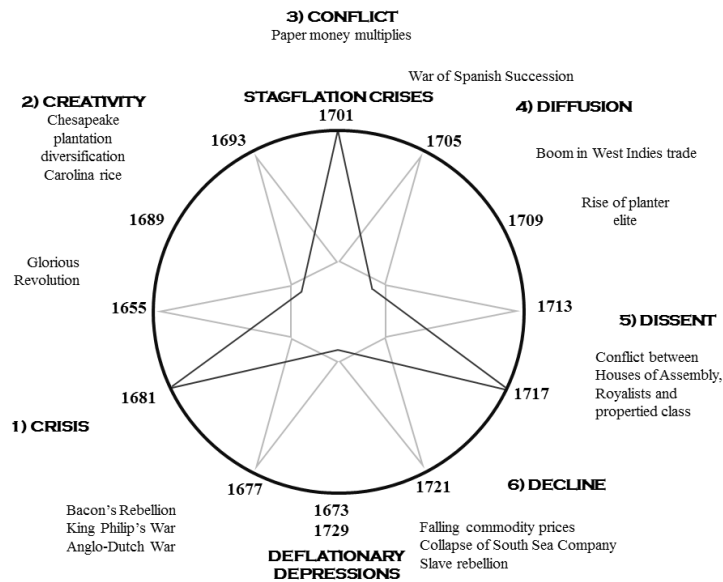 3) CONFLICT
Paper money multiplies
War of Spanish Succession
2) CREATIVITY
Chesapeake
plantation
diversification
Carolina rice
STAGFLATION CRISES
1701
4) DIFFUSION
1693
1705
Boom in West Indies trade
1689
1709
Rise of planter
elite
Glorious
Revolution
1655
1713
5) DISSENT
Conflict between
Houses of Assembly,
Royalists and
propertied class
1681
1717
1) CRISIS
1677
1721
6) DECLINE
1673
1729
Bacon's Rebellion
King Philip's War
Anglo-Dutch War
DEFLATIONARY
DEPRESSIONS
Falling commodity prices
Collapse of South Sea Company
Slave rebellion